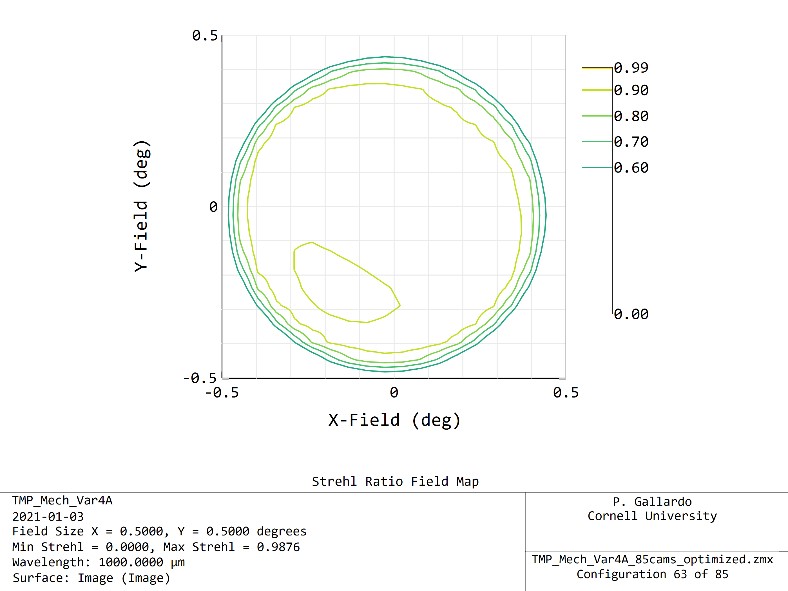 0.5
0
-0.5
-0.5
0
0.5
Y-Field (deg)
X-Field (deg)
0.99
0.90
0.80
0.70
0.60
0.00
Strehl Ratio Field Map
TMP_Mech_Var4A
2021-01-03
Field Size X = 0.5000, Y = 0.5000 degrees
Min Strehl = 0.0000, Max Strehl = 0.9876
Wavelength: 1000.0000 µm
Surface: Image (Image)
P. Gallardo
Cornell University
TMP_Mech_Var4A_85cams_optimized.zmx
Configuration 63 of 85